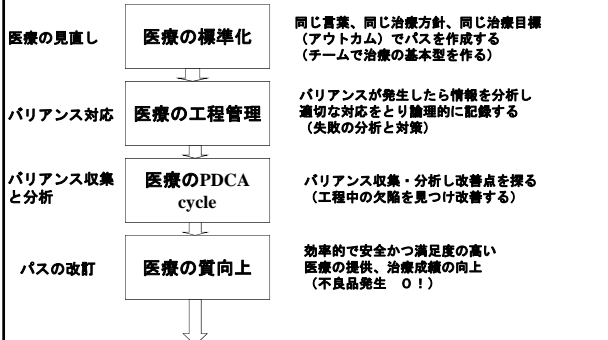 医療の見直し
医療の標準化
同じ言葉、同じ治療方針、同じ治療目標
（アウトカム）でパスを作成する
（チームで治療の基本型を作る）
バリアンス対応
医療の工程管理
バリアンスが発生したら情報を分析し
適切な対応をとり論理的に記録する
（失敗の分析と対策）
バリアンス収集
と分析
医療のPDCA
cycle
バリアンス収集・分析し改善点を探る
（工程中の欠陥を見つけ改善する）
パスの改訂
医療の質向上
効率的で安全かつ満足度の高い
医療の提供、治療成績の向上
（不良品発生　０！）